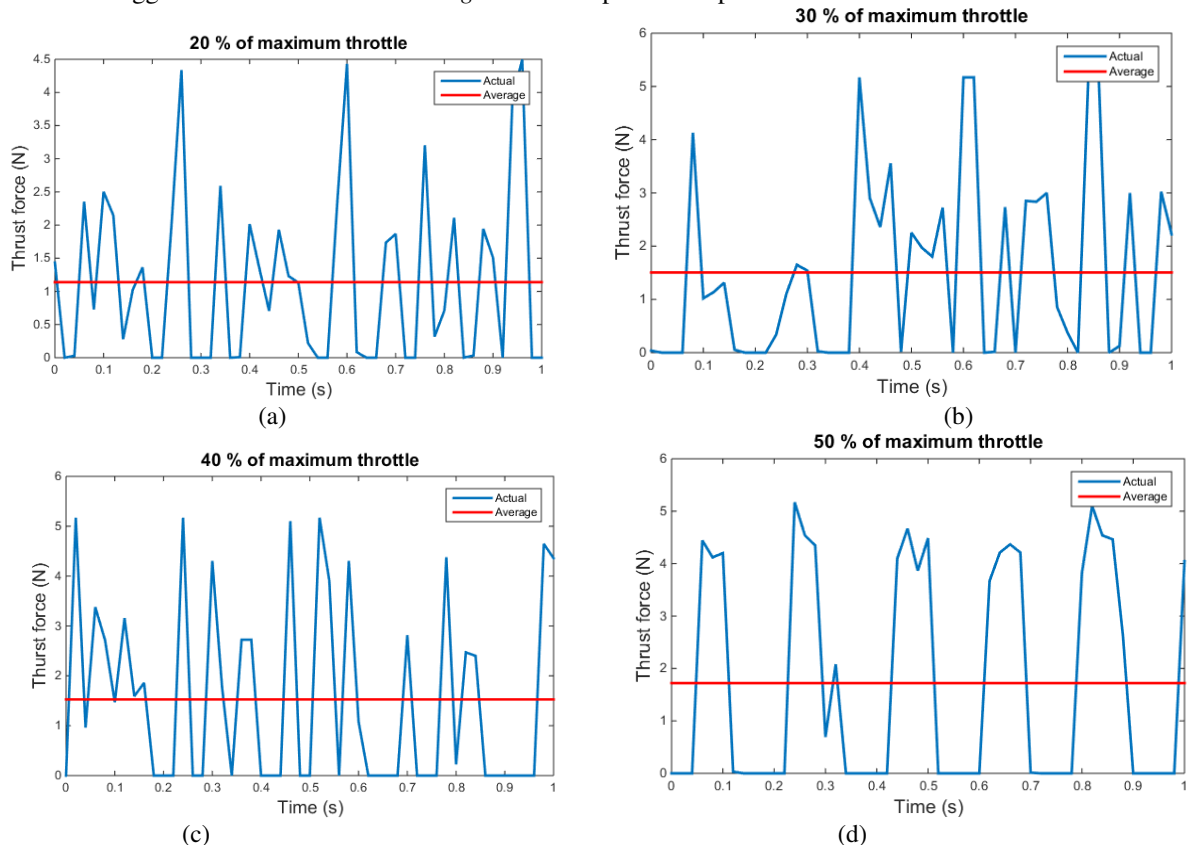 20 % of maximum throttle
Thrust force (N)
4.5
4
3.5
3
2.5
2
1.5
1
0.5
0
Actual
Average
0 0.1 0.2 0.3 0.4 0.5 0.6 0.7 0.8 0.9 1
Time (s)
(a)
30 % of maximum throttle
Thrust force (N)
6
5
4
3
2
1
0
Actual
Average
0 0.1 0.2 0.3 0.4 0.5 0.6 0.7 0.8 0.9 1
Time (s)
(b)
40 % of maximum throttle
Thurst force (N)
6
5
4
3
2
1
0
Actual
Average
0 0.1 0.2 0.3 0.4 0.5 0.6 0.7 0.8 0.9 1
Time (s)
(c)
50 % of maximum throttle
Thrust force (N)
6
5
4
3
2
1
0
Actual
Average
0 0.1 0.2 0.3 0.4 0.5 0.6 0.7 0.8 0.9 1
Time (s)
(d)